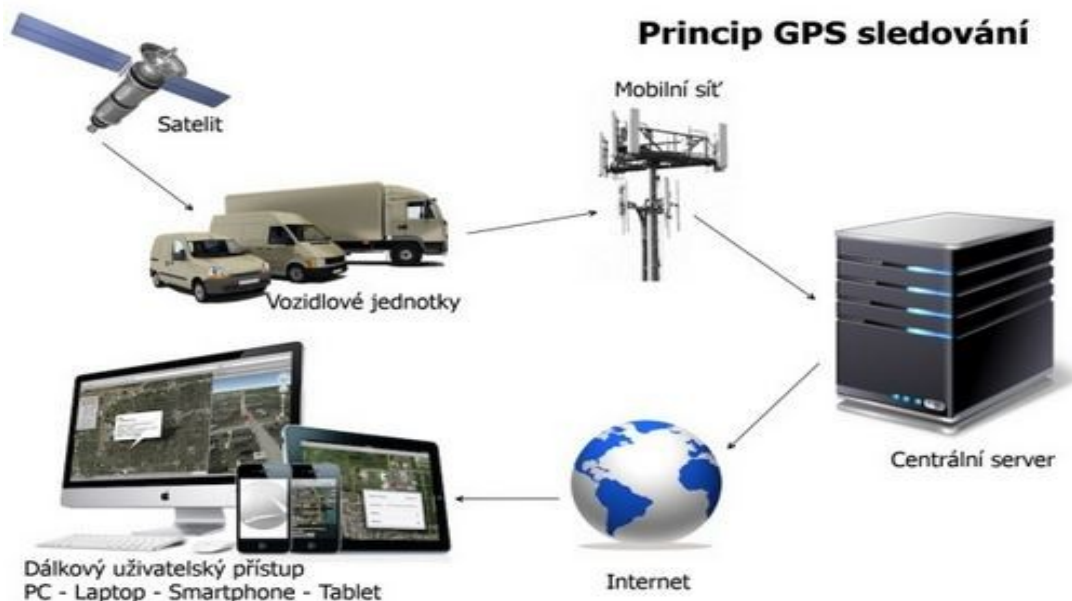 Princip GPS sledování
Mobilní síť
Satelit
Vozidlové jednotky
Centrální server
Dálkový uživatelský přístup
PC - Laptop - Smartphone - Tablet
Internet